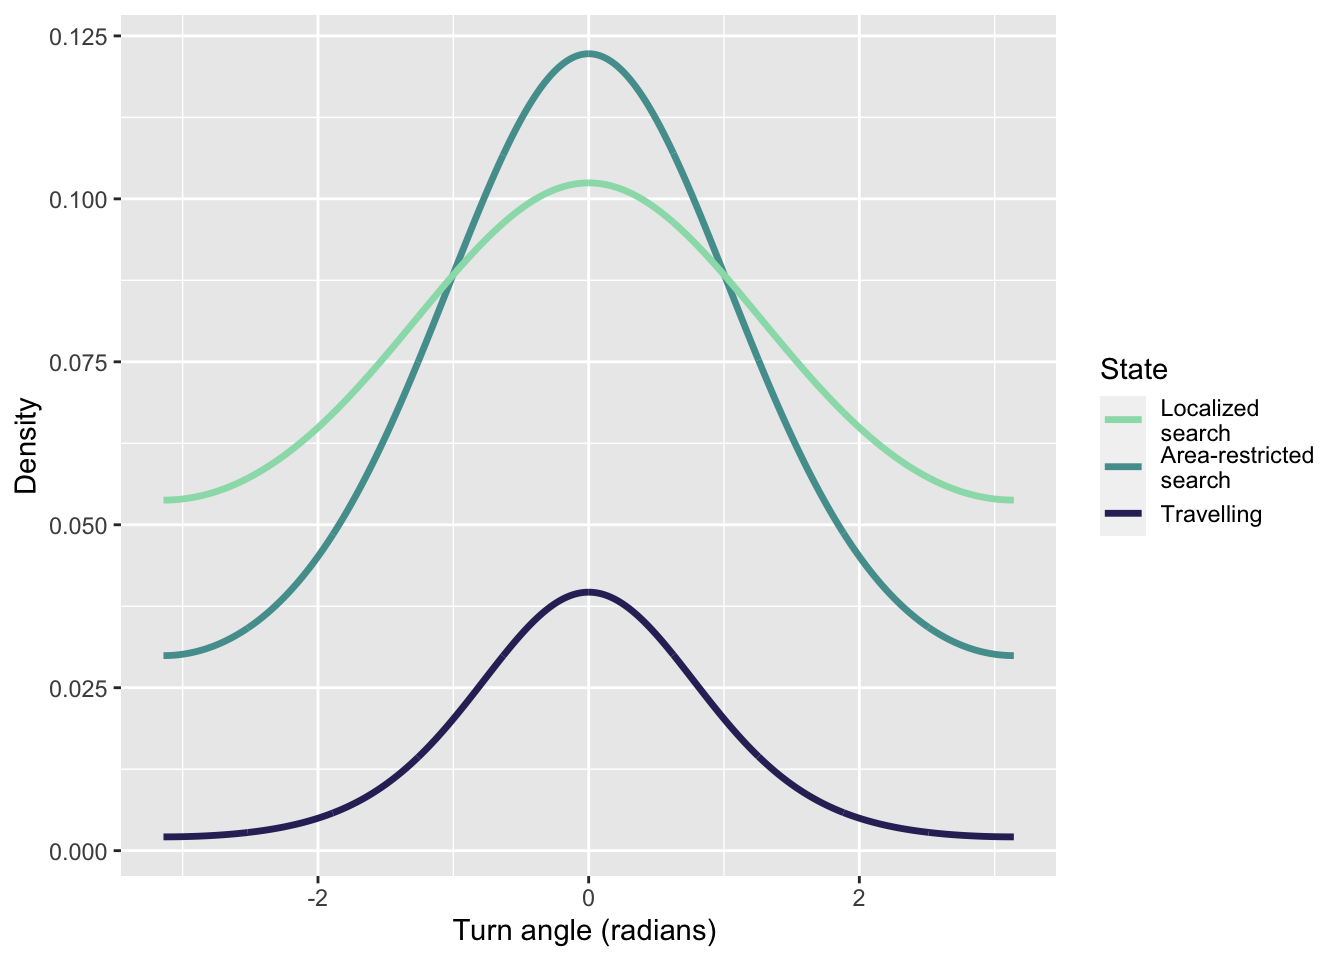 0.125
0.100
0.075
0.050
0.025
0.000
Density
-2
0
2
Turn angle (radians)
State
Localized
search
Area-restricted
search
Travelling